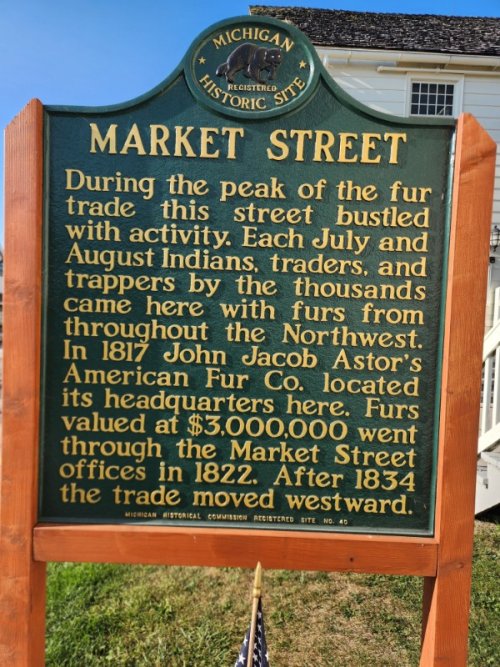 MICHIGAN
REGISTERED
HISTORIC SITE
MARKET STREET
During the peak of the fur
trade this street bustled
with activity. Each July and
August Indians, traders, and
trappers by the thousands
came here with furs from
throughout the Northwest.
In 1817 John Jacob Astor's
American Fur Co. located
its headquarters here. Furs
valued at $3,000,000 went
through the Market Street
offices in 1822. After 1834
the trade moved westward.
MICHIGAN HISTORICAL COMMISSION REGISTERED SITE NO. 40